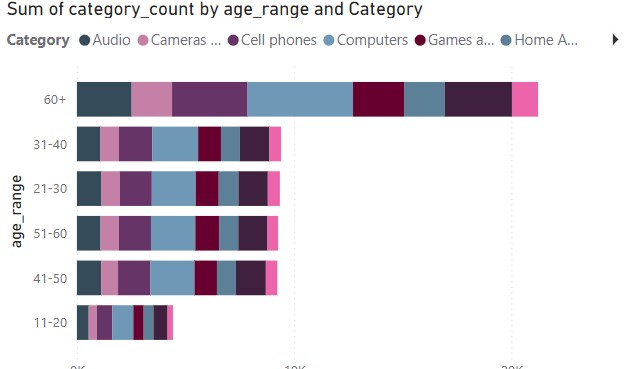 Sum of category_count by age_range and Category
Category Audio Cameras ... Cell phones Computers Games a... Home A...
60+
31-40
21-30
51-60
41-50
11-20
age_range